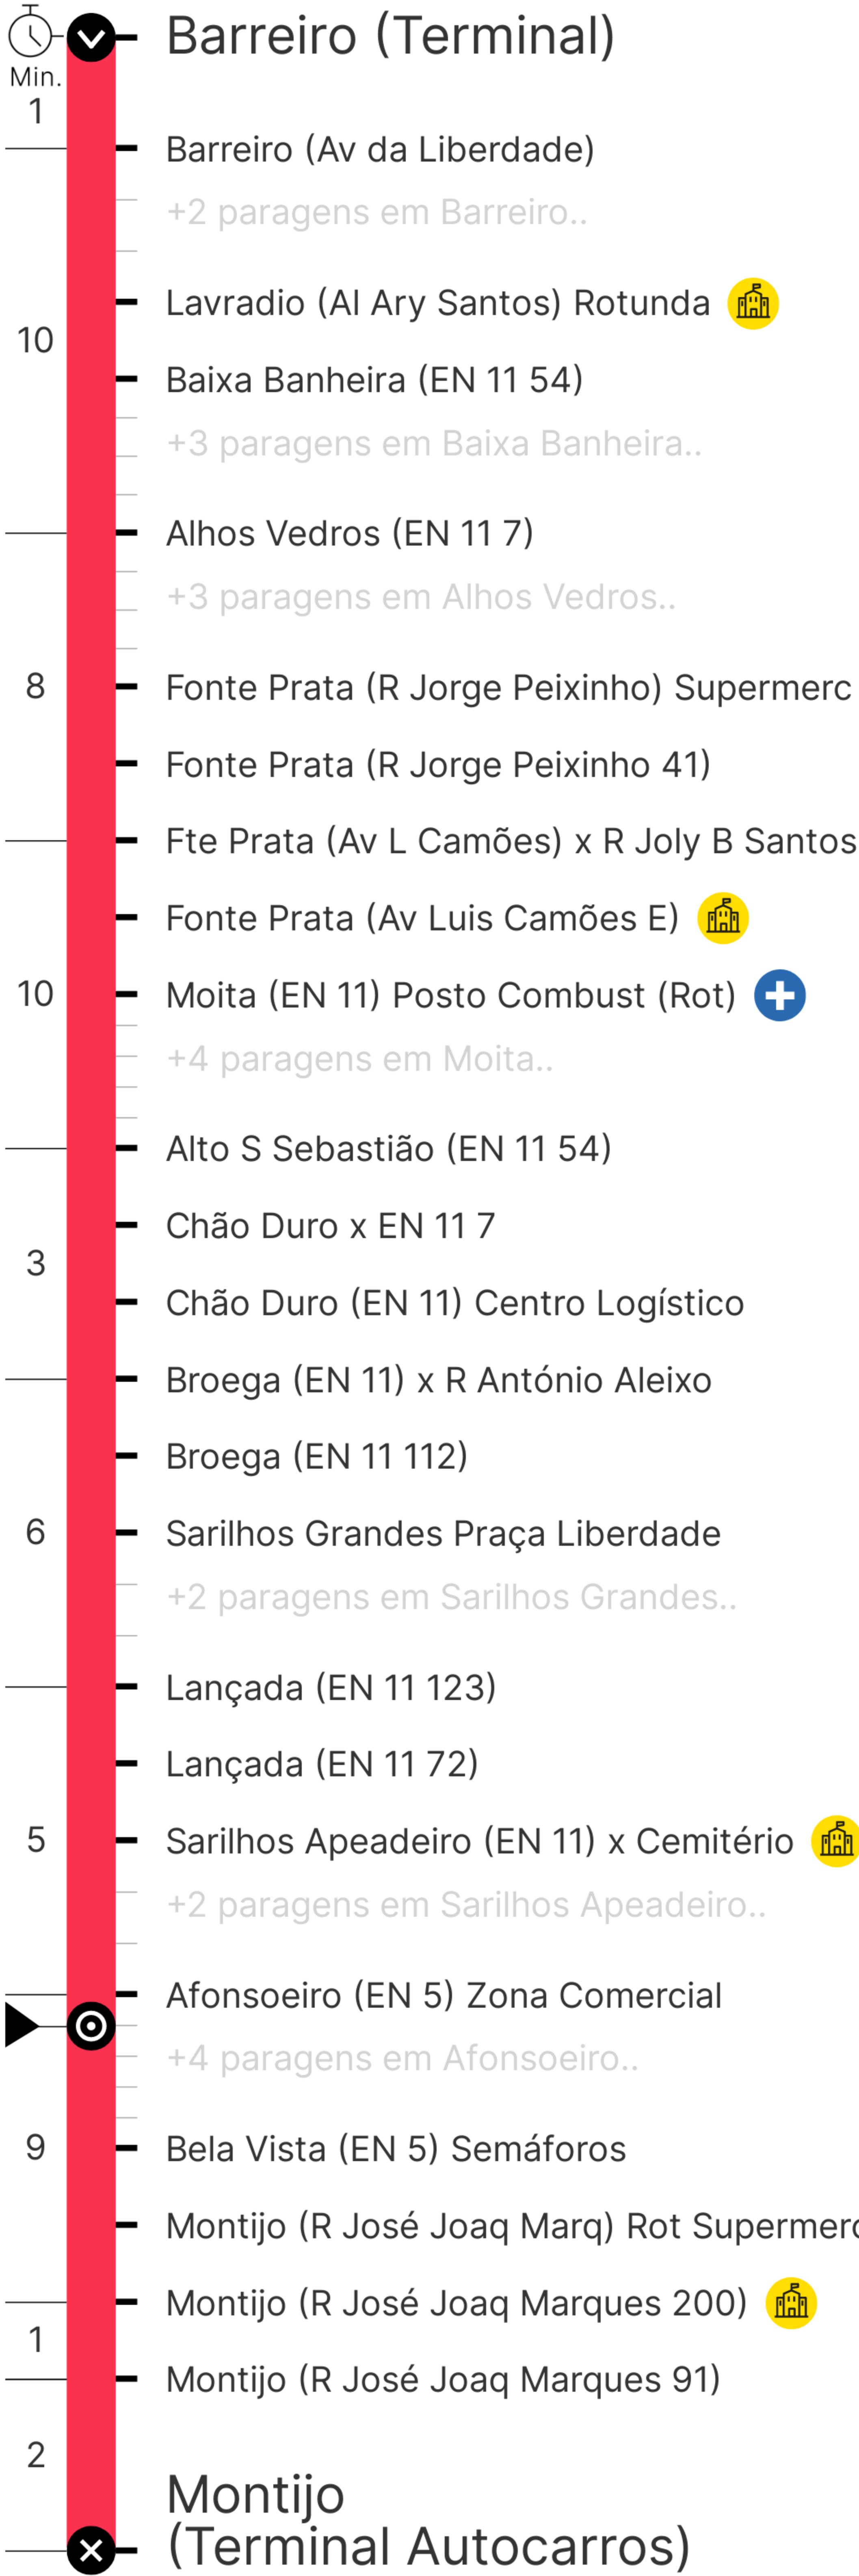 Barreiro (Terminal)
Min.
1
Barreiro (Av da Liberdade)
+2 paragens em Barreiro..
Lavradio (Al Ary Santos) Rotunda
10
Baixa Banheira (EN 11 54)
+3 paragens em Baixa Banheira..
Alhos Vedros (EN 11 7)
+3 paragens em Alhos Vedros..
8
Fonte Prata (R Jorge Peixinho) Supermerc
Fonte Prata (R Jorge Peixinho 41)
Fte Prata (Av L Camões) x R Joly B Santos
Fonte Prata (Av Luis Camões E)
10
Moita (EN 11) Posto Combust (Rot)
+4 paragens em Moita..
Alto S Sebastião (EN 11 54)
Chão Duro x EN 11 7
3
Chão Duro (EN 11) Centro Logístico
Broega (EN 11) x R António Aleixo
Broega (EN 11 112)
6
Sarilhos Grandes Praça Liberdade
+2 paragens em Sarilhos Grandes..
Lançada (EN 11 123)
Lançada (EN 11 72)
5
Sarilhos Apeadeiro (EN 11) x Cemitério
+2 paragens em Sarilhos Apeadeiro..
Afonsoeiro (EN 5) Zona Comercial
+4 paragens em Afonsoeiro..
9
Bela Vista (EN 5) Semáforos
Montijo (R José Joaq Marq) Rot Supermerc
Montijo (R José Joaq Marques 200)
1
Montijo (R José Joaq Marques 91)
2
Montijo
(Terminal Autocarros)